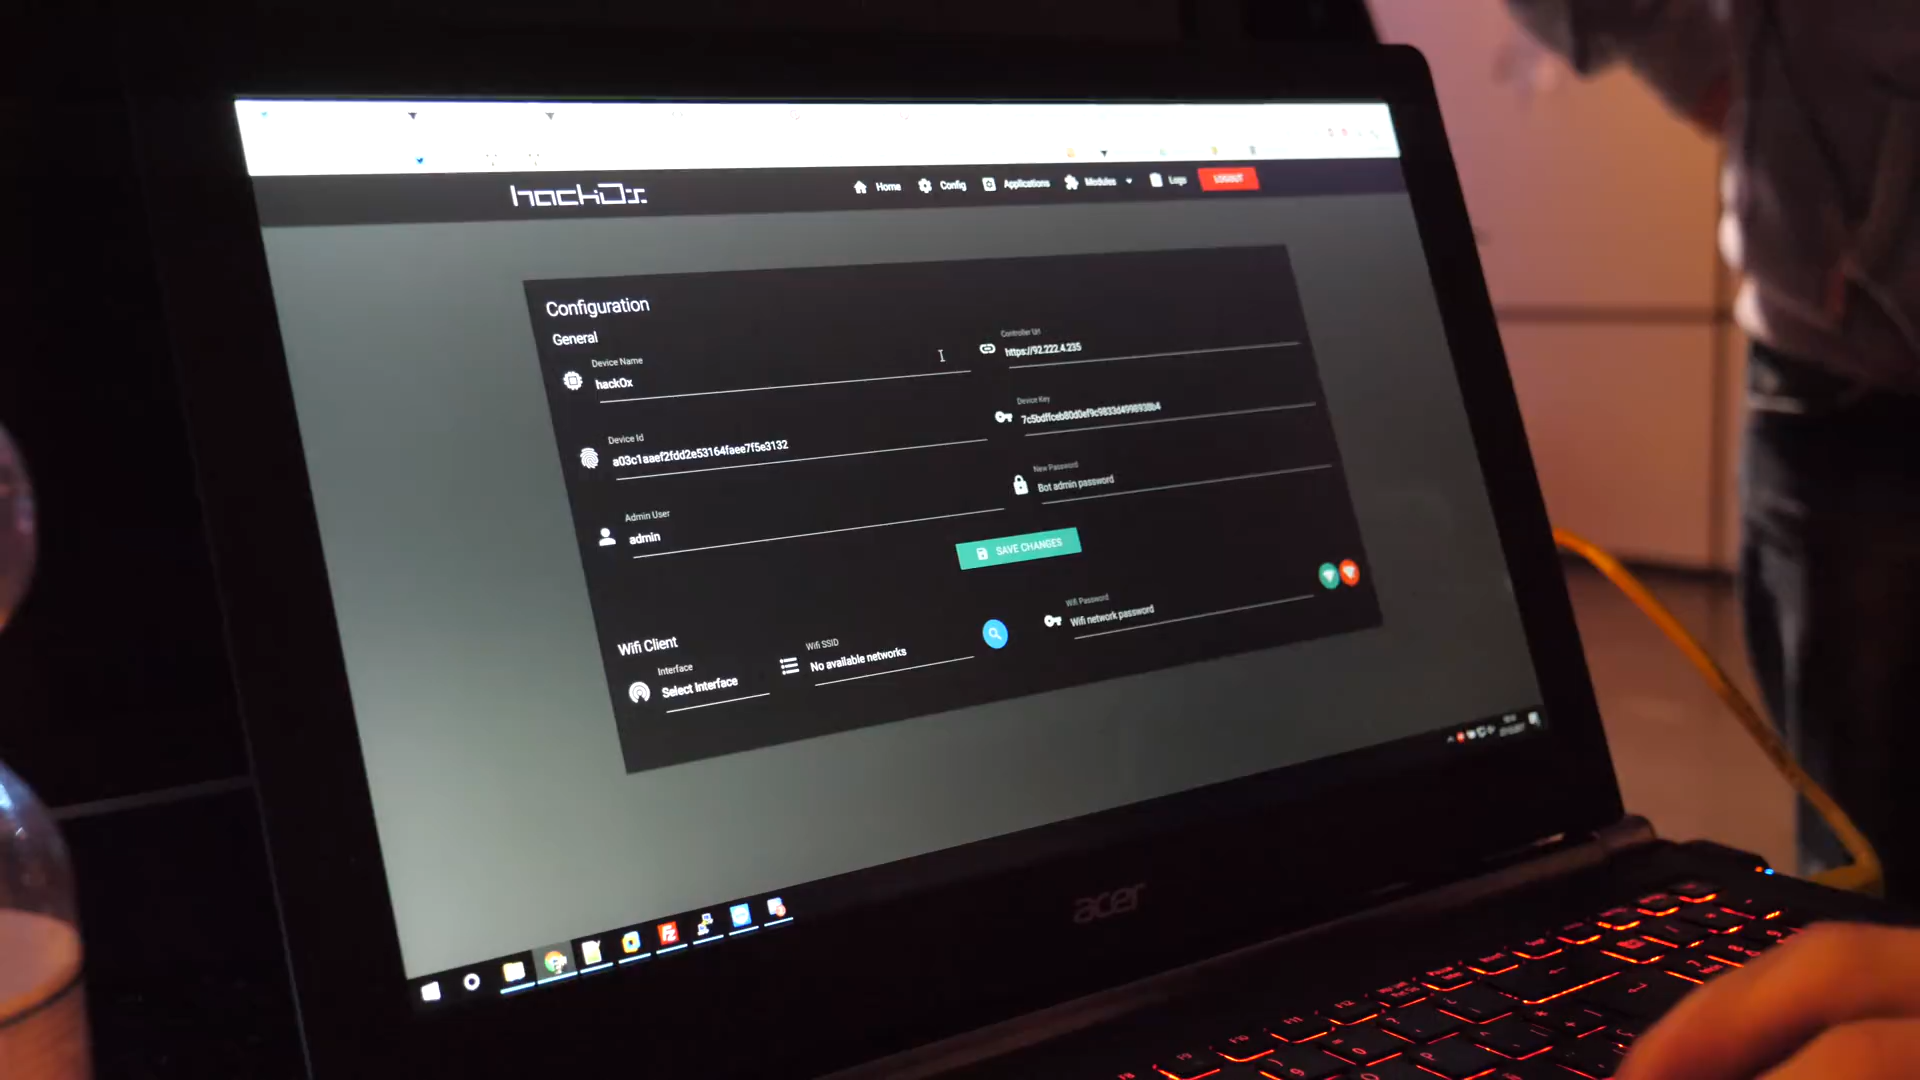 hack0x
Home Config Applications Modules Logs LOGOUT
Configuration
General
Device Name
hack0x
Controller Url
https://92.222.4.235
Device Id
a03c1aaef2fdd2e53164faee7f5e3132
Device Key
Admin User
admin
New Password
Bot admin password
SAVE CHANGES
Wifi Client
Interface
Select Interface
Wifi SSID
No available networks
Wifi Password
Wifi network password
acer